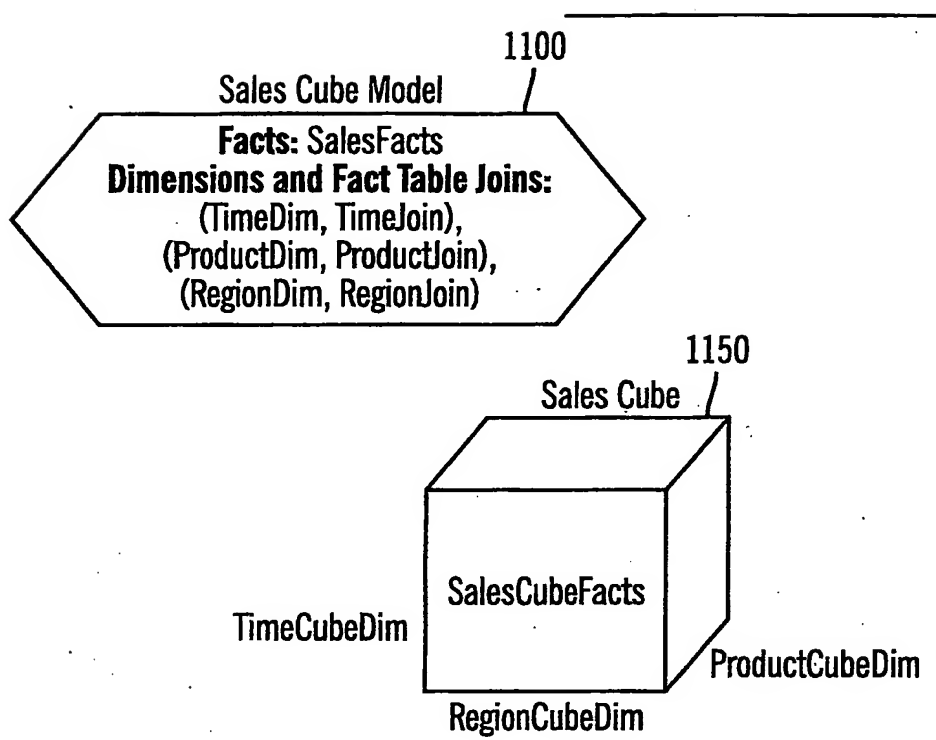 1100
Sales Cube Model
Facts: SalesFacts
Dimensions and Fact Table Joins:
(TimeDim, TimeJoin),
(ProductDim, ProductJoin),
(RegionDim, RegionJoin)
1150
Sales Cube
SalesCubeFacts
TimeCubeDim
ProductCubeDim
RegionCubeDim